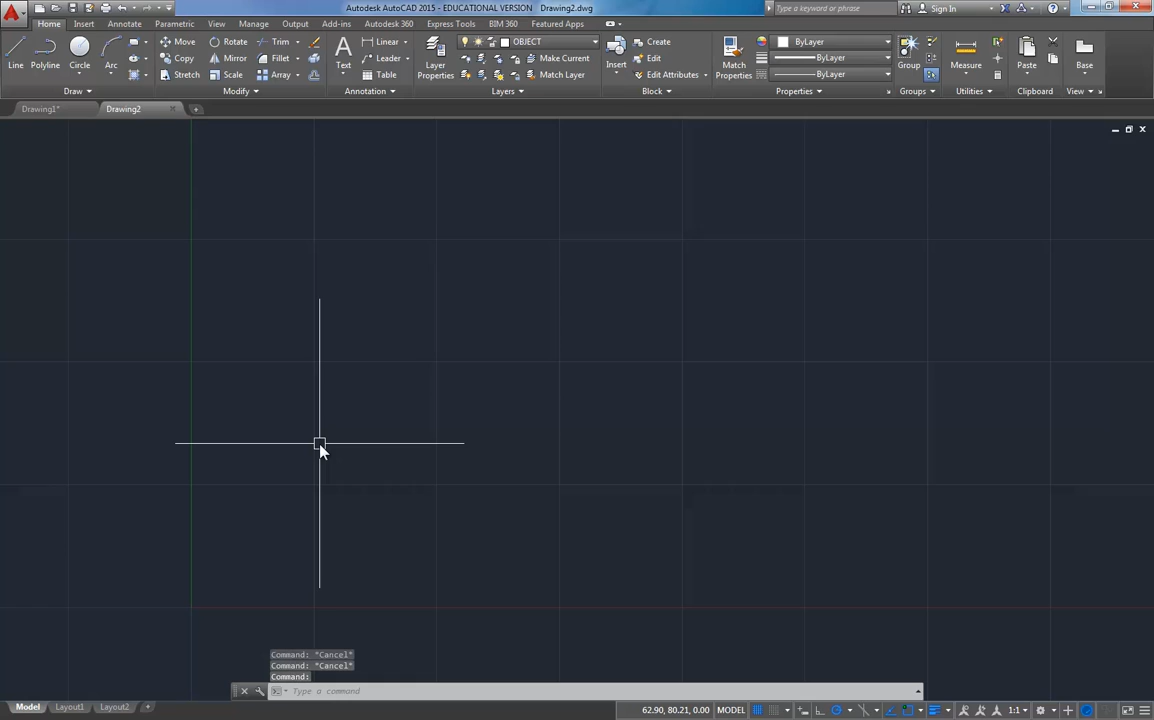 Autodesk AutoCAD 2015 - EDUCATIONAL VERSION Drawing2.dwg
Type a keyword or phrase
Sign In
Home Insert Annotate Parametric View Manage Output Add-ins Autodesk 360 Express Tools BIM 360 Featured Apps
Line Polyline Circle Arc
Move Rotate Trim
Copy Mirror Fillet
Stretch Scale Array
Text
Linear
Leader
Table
Layer
Properties
OBJECT
Make Current
Match Layer
Insert
Create
Edit
Edit Attributes
Match
Properties
ByLayer
ByLayer
ByLayer
Group
Measure
Paste
Base
Draw Modify Annotation Layers Block Properties Groups Utilities Clipboard View
Drawing1* Drawing2
Command: *Cancel*
Command: *Cancel*
Command:
Type a command
Model Layout1 Layout2
62.90, 80.21, 0.00 MODEL
1:1